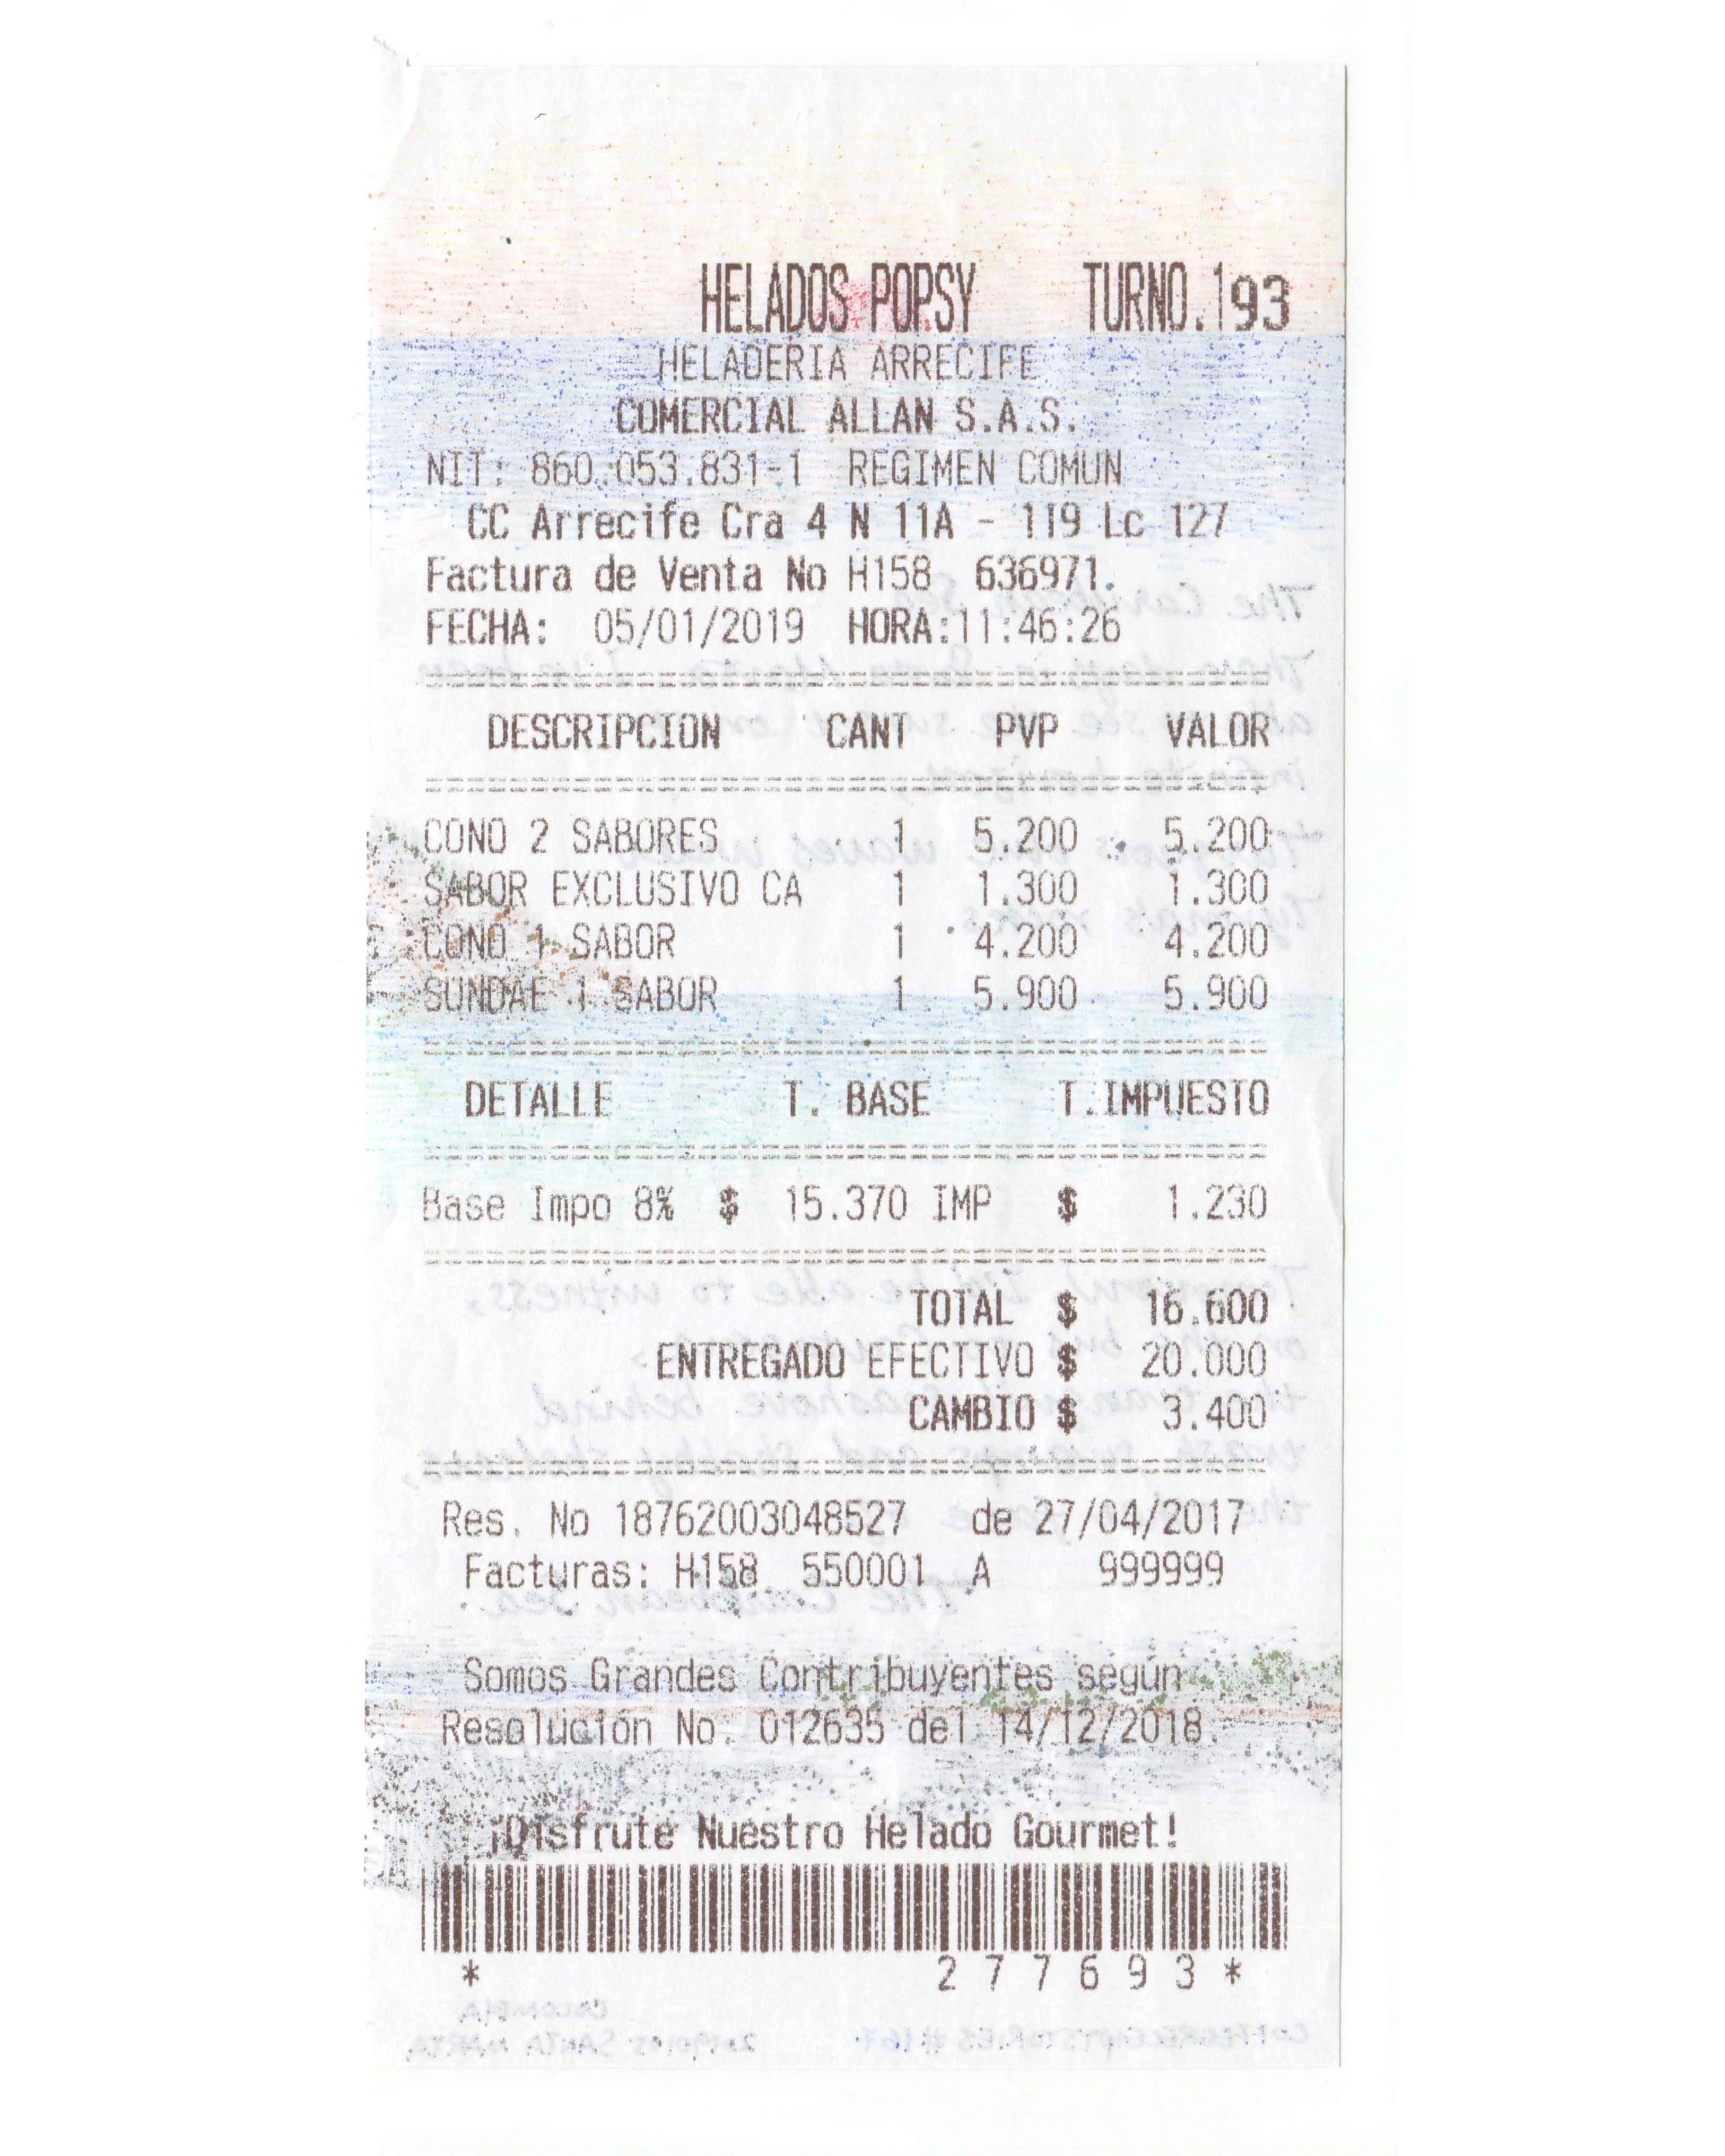 HELADOS POPSY TURNO.193
HELADERIA ARRECIFE
COMERCIAL ALLAN S.A.S.
NIT: 860.053.831-1 REGIMEN COMUN
CC Arrecife Cra 4 N 11A - 119 Lc 127
Factura de Venta No H158 636971.
FECHA: 05/01/2019 HORA:11:46:26
DESCRIPCION CANT PVP VALOR
CONO 2 SABORES 1 5.200 5.200
SABOR EXCLUSIVO CA 1 1.300 1.300
CONO 1 SABOR 1 4.200 4.200
SUNDAE 1 SABOR 1 5.900 5.900
DETALLE T. BASE T.IMPUESTO
Base Impo 8% $ 15.370 IMP $ 1.230
TOTAL $ 16.600
ENTREGADO EFECTIVO $ 20.000
CAMBIO $ 3.400
Res. No 18762003048527 de 27/04/2017
Facturas: H158 550001 A 999999
Somos Grandes Contribuyentes según
Resolución No. 012635 del 14/12/2018.
¡Disfrute Nuestro Helado Gourmet!
* 277693*